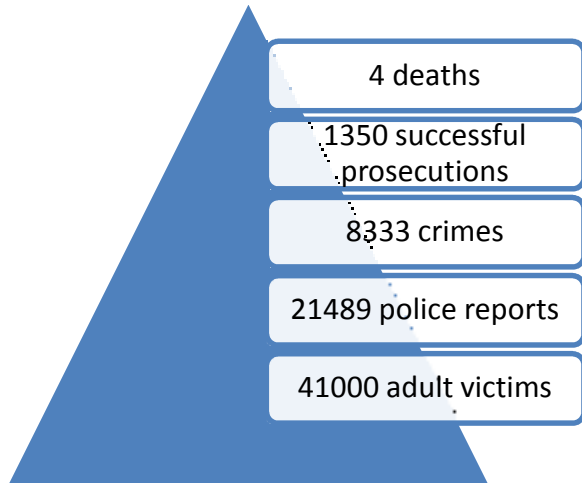 4 deaths
1350 successful
prosecutions
8333 crimes
21489 police reports
41000 adult victims